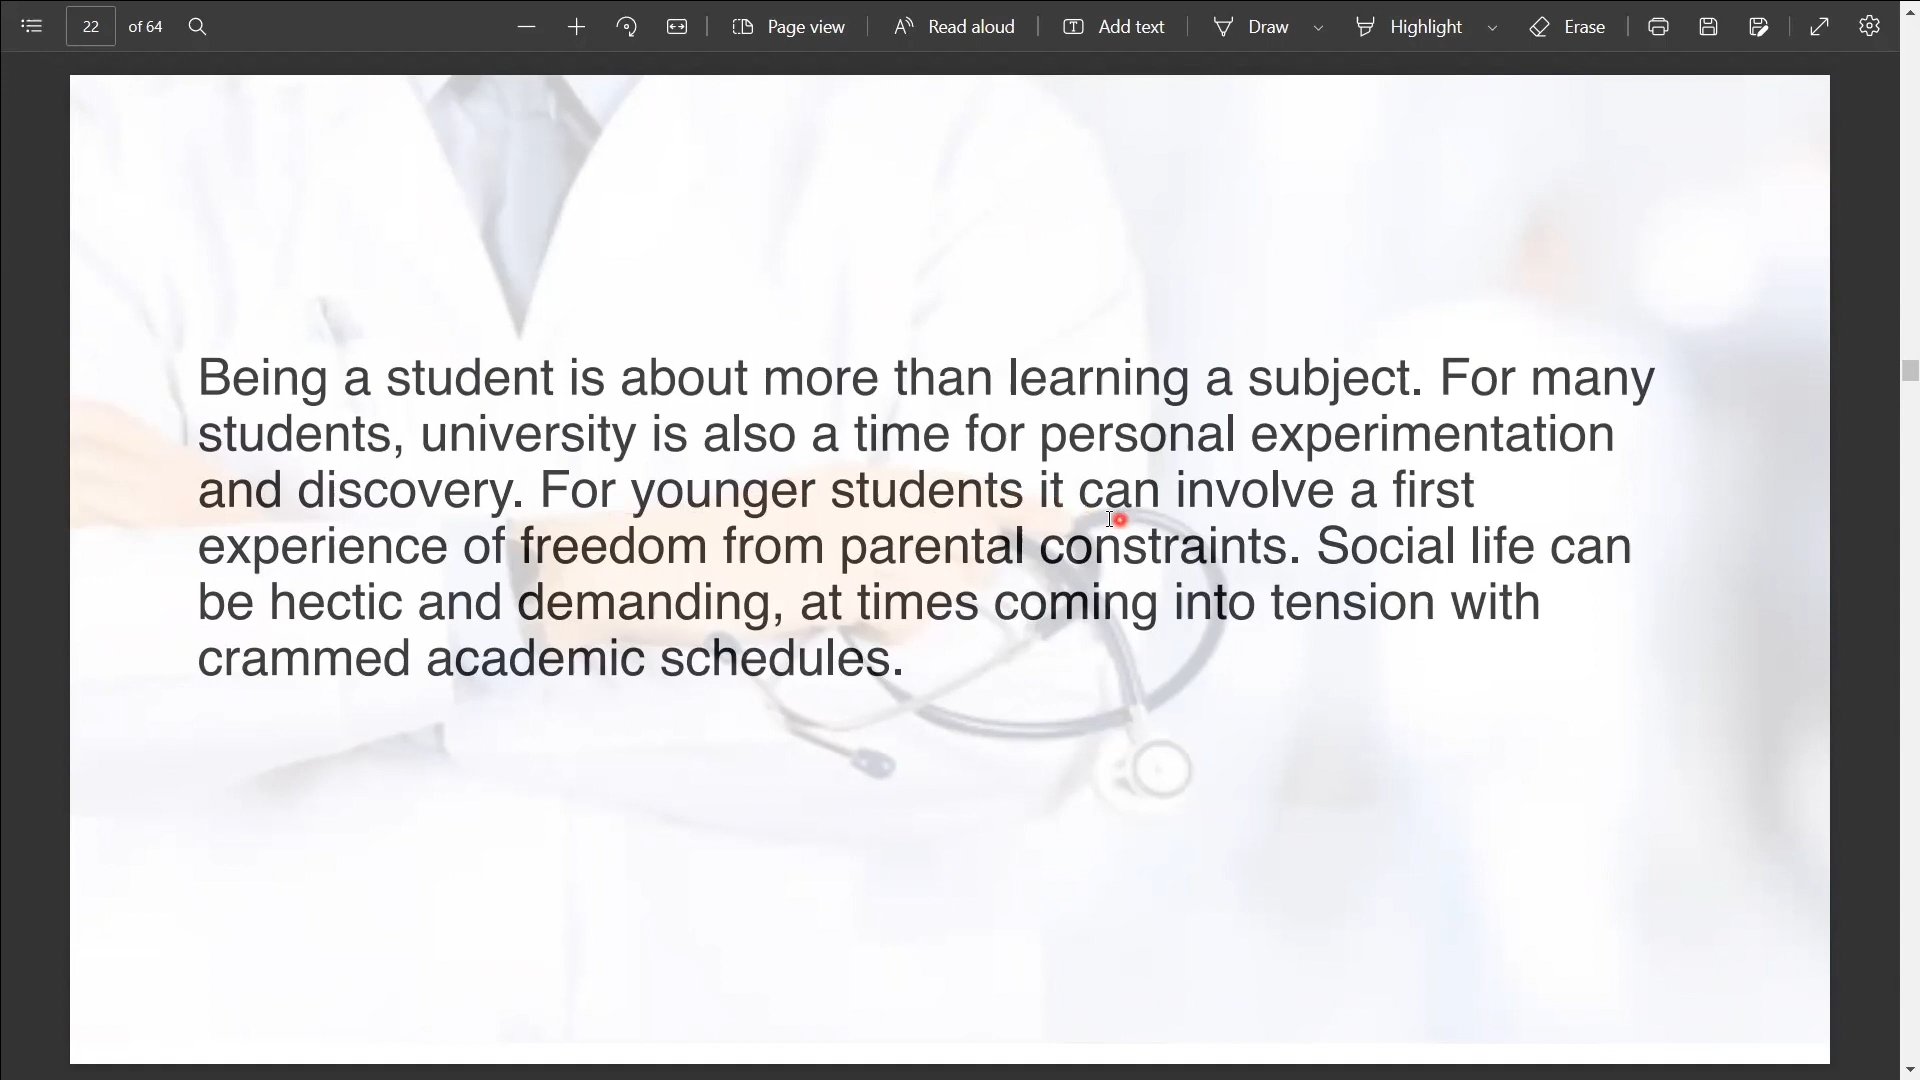 22 of 64 Page view Read aloud Add text Draw Highlight Erase
Being a student is about more than learning a subject. For many
students, university is also a time for personal experimentation
and discovery. For younger students it can involve a first
experience of freedom from parental constraints. Social life can
be hectic and demanding, at times coming into tension with
crammed academic schedules.